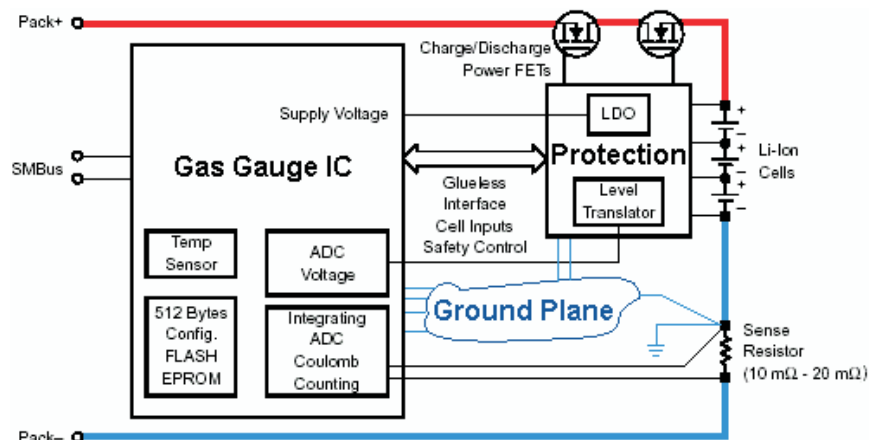 Pack+
Charge/Discharge
Power FETs
Supply Voltage
LDO
+
–
+
–
+
–
Li-Ion
Cells
SMBus
Gas Gauge IC
Protection
Glueless
Interface
Cell Inputs
Safety Control
Level
Translator
Temp
Sensor
ADC
Voltage
Ground Plane
512 Bytes
Config.
FLASH
EPROM
Integrating
ADC
Coulomb
Counting
Sense
Resistor
(10 mΩ - 20 mΩ)
Pack–